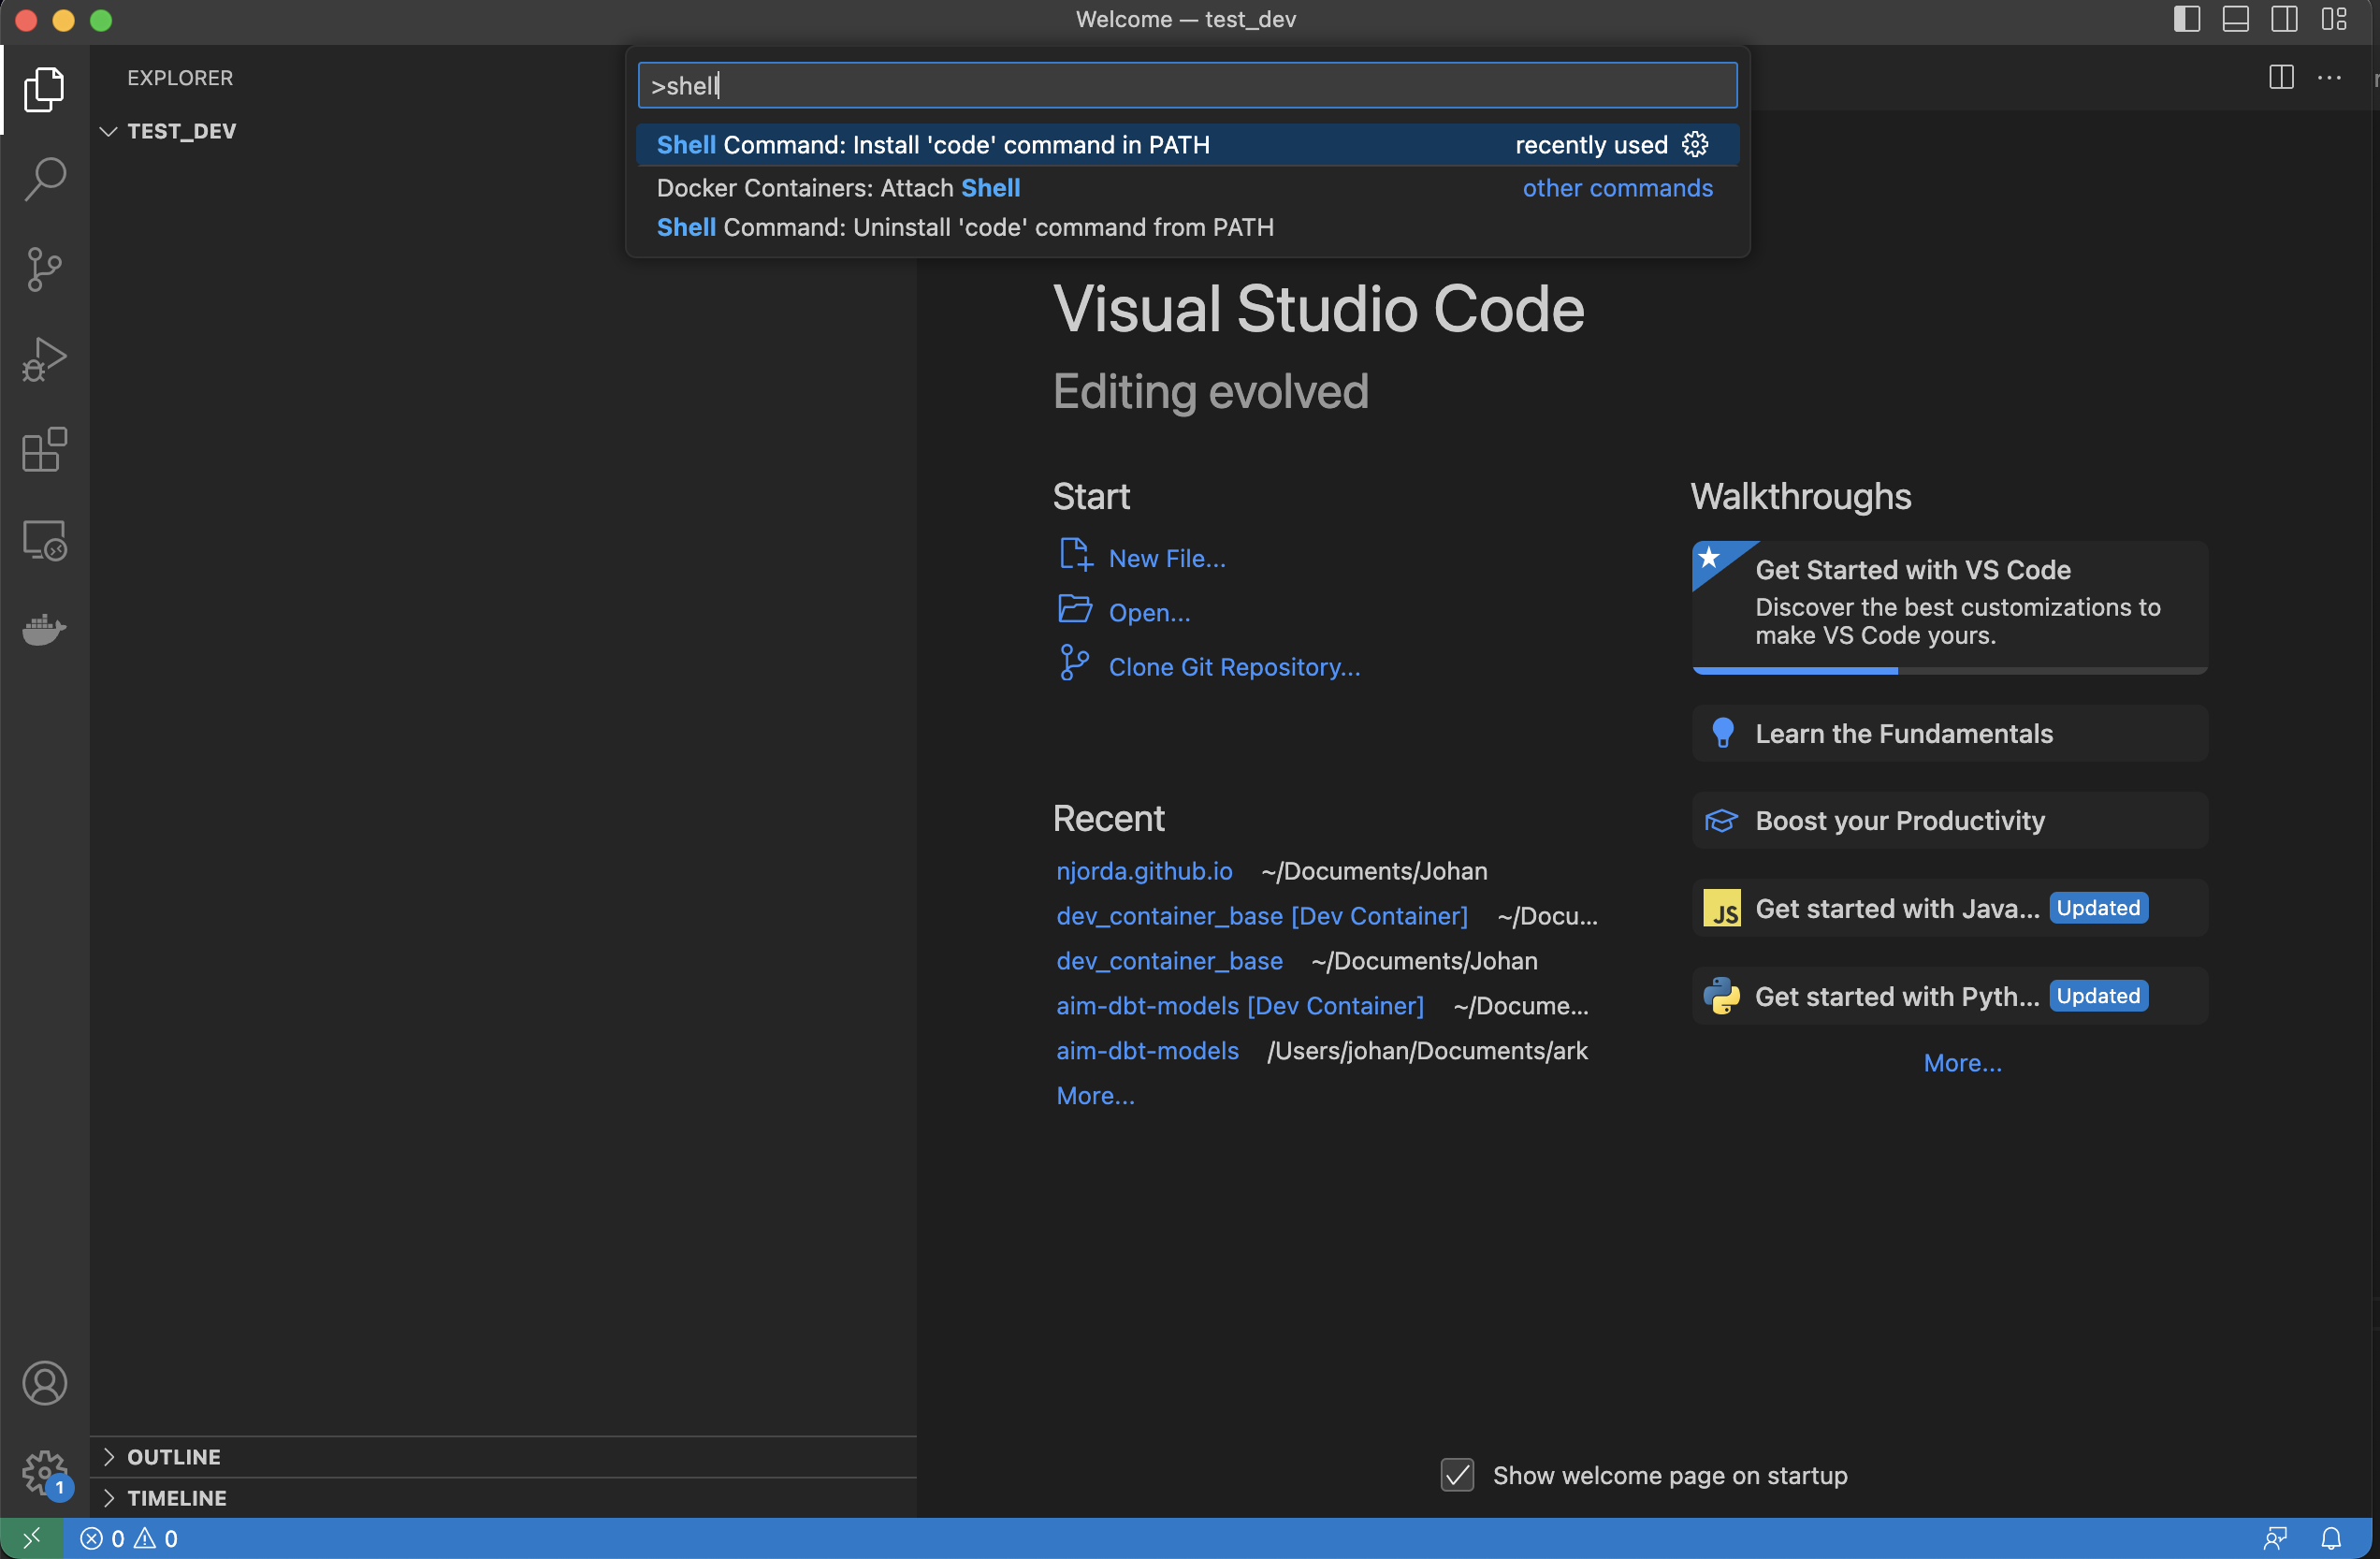 Welcome — test_dev
EXPLORER
TEST_DEV
>shell
Shell Command: Install 'code' command in PATH recently used
Docker Containers: Attach Shell other commands
Shell Command: Uninstall 'code' command from PATH
Visual Studio Code
Editing evolved
Start
New File...
Open...
Clone Git Repository...
Recent
njorda.github.io ~/Documents/Johan
dev_container_base [Dev Container] ~/Docu...
dev_container_base ~/Documents/Johan
aim-dbt-models [Dev Container] ~/Docume...
aim-dbt-models /Users/johan/Documents/ark
More...
Walkthroughs
Get Started with VS Code
Discover the best customizations to
make VS Code yours.
Learn the Fundamentals
Boost your Productivity
JS Get started with Java... Updated
Get started with Pyth... Updated
More...
Show welcome page on startup
OUTLINE
1
TIMELINE
0 0